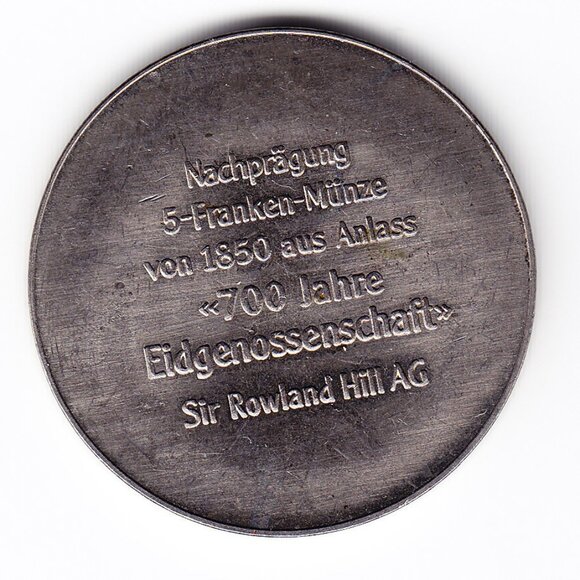 Nachprägung
5-Franken-Münze
von 1850 aus Anlass
«700 Jahre
Eidgenossenschaft»
Sir Rowland Hill AG